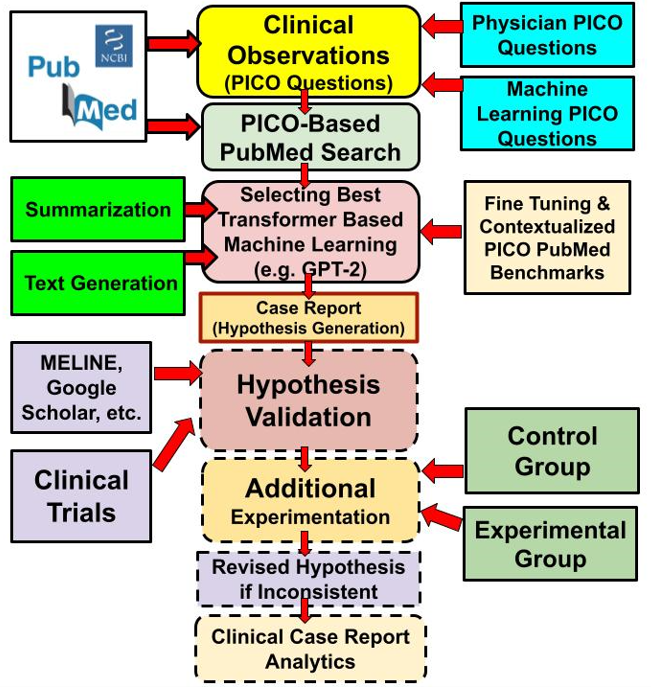 NCBI
Pub
Med
Clinical
Observations
(PICO Questions)
Physician PICO
Questions
Machine
Learning PICO
Questions
PICO-Based
PubMed Search
Summarization
Text Generation
Selecting Best
Transformer Based
Machine Learning
(e.g. GPT-2)
Fine Tuning &
Contextualized
PICO PubMed
Benchmarks
Case Report
(Hypothesis Generation)
MELINE,
Google
Scholar, etc.
Clinical
Trials
Hypothesis
Validation
Additional
Experimentation
Control
Group
Experimental
Group
Revised Hypothesis
if Inconsistent
Clinical Case Report
Analytics